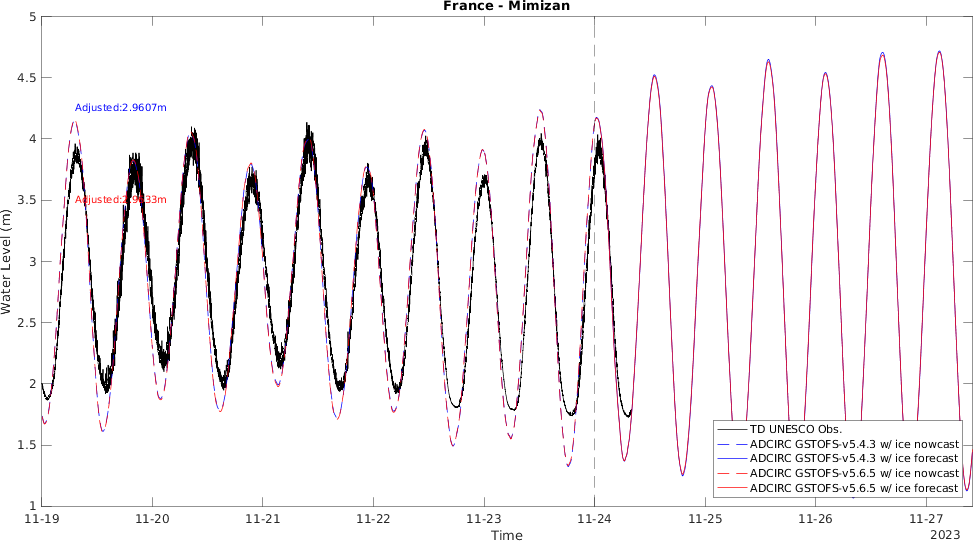 France - Mimizan
5
4.5
4
3.5
3
2.5
2
1.5
1
Water Level (m)
Adjusted:2.9607m
11-19
11-20
11-21
11-22
11-23
11-24
11-25
11-26
11-27
Time
2023
TD UNESCO Obs.
ADCIRC GSTOFS-v5.4.3 w/ ice nowcast
ADCIRC GSTOFS-v5.4.3 w/ ice forecast
ADCIRC GSTOFS-v5.6.5 w/ ice nowcast
ADCIRC GSTOFS-v5.6.5 w/ ice forecast